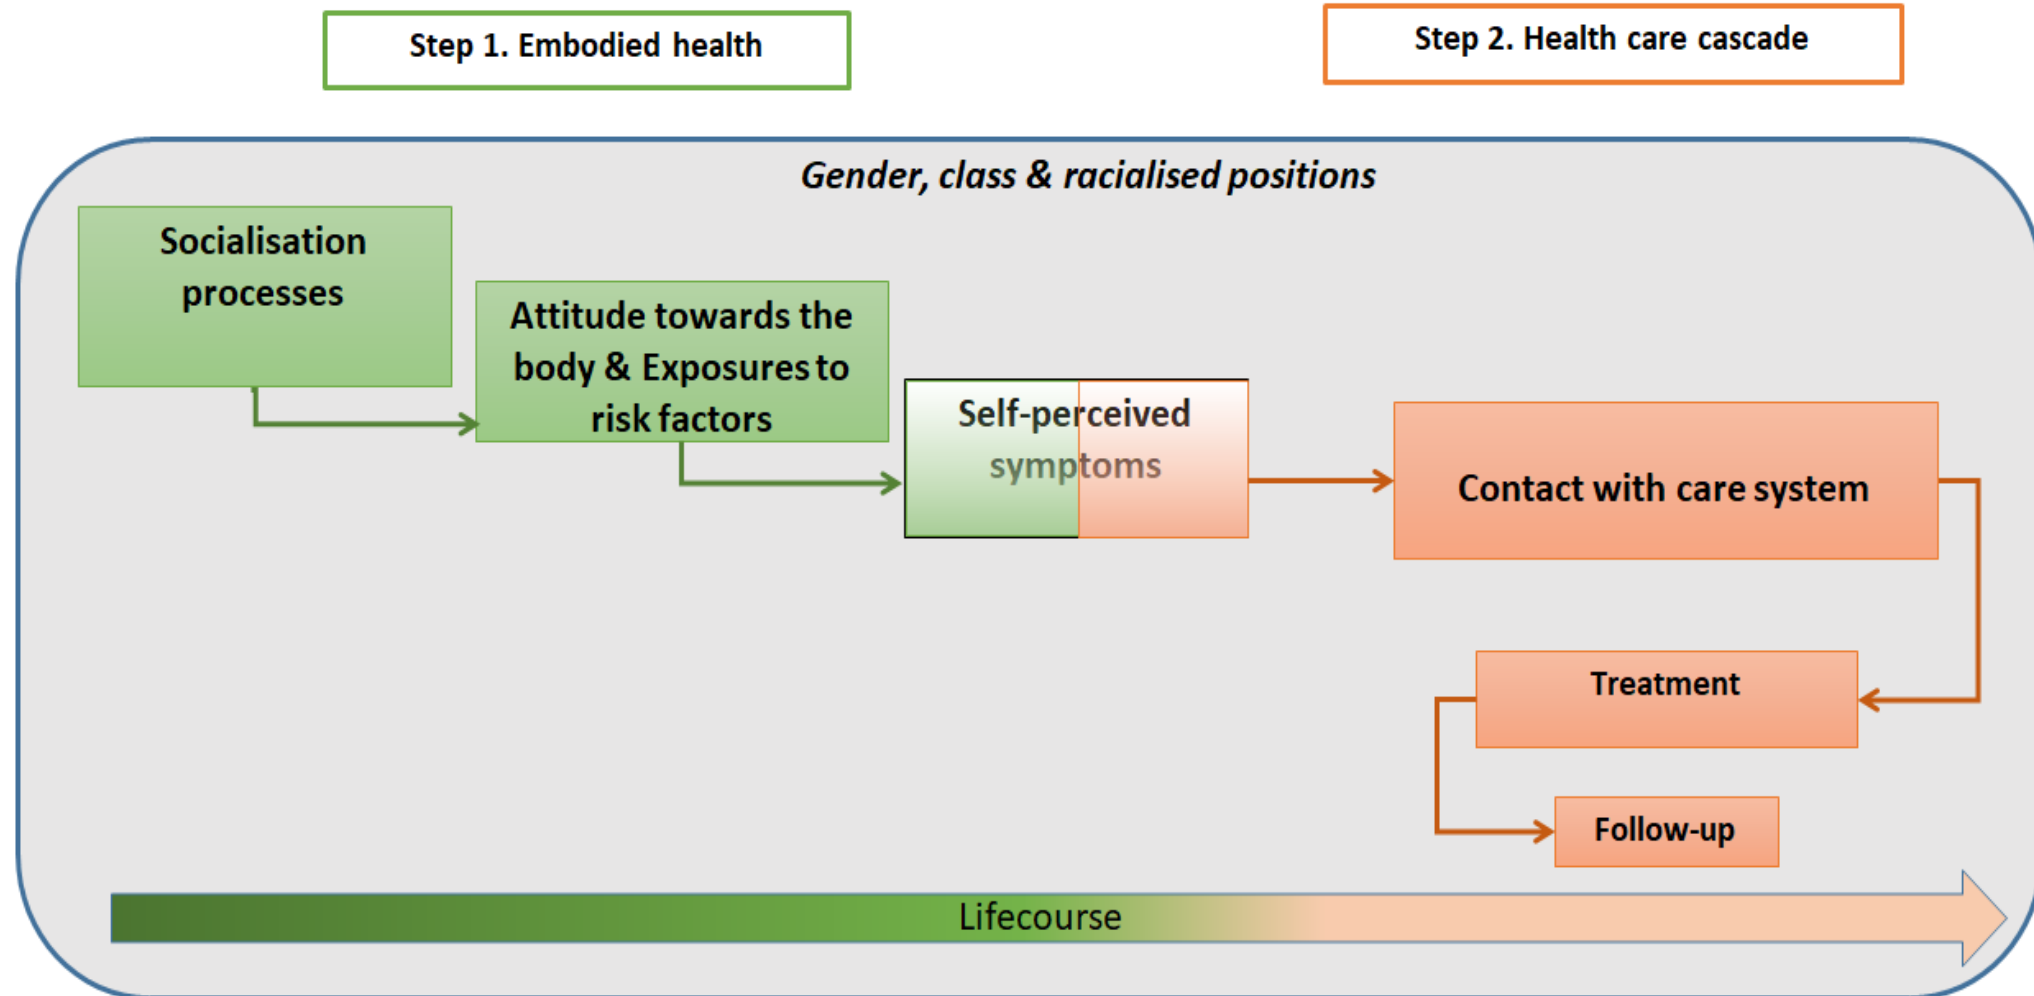 Step 1. Embodied health
Step 2. Health care cascade
Gender, class & racialised positions
Socialisation
processes
Attitude towards the
body & Exposures to
risk factors
Self-perceived
symptoms
Contact with care system
Treatment
Follow-up
Lifecourse